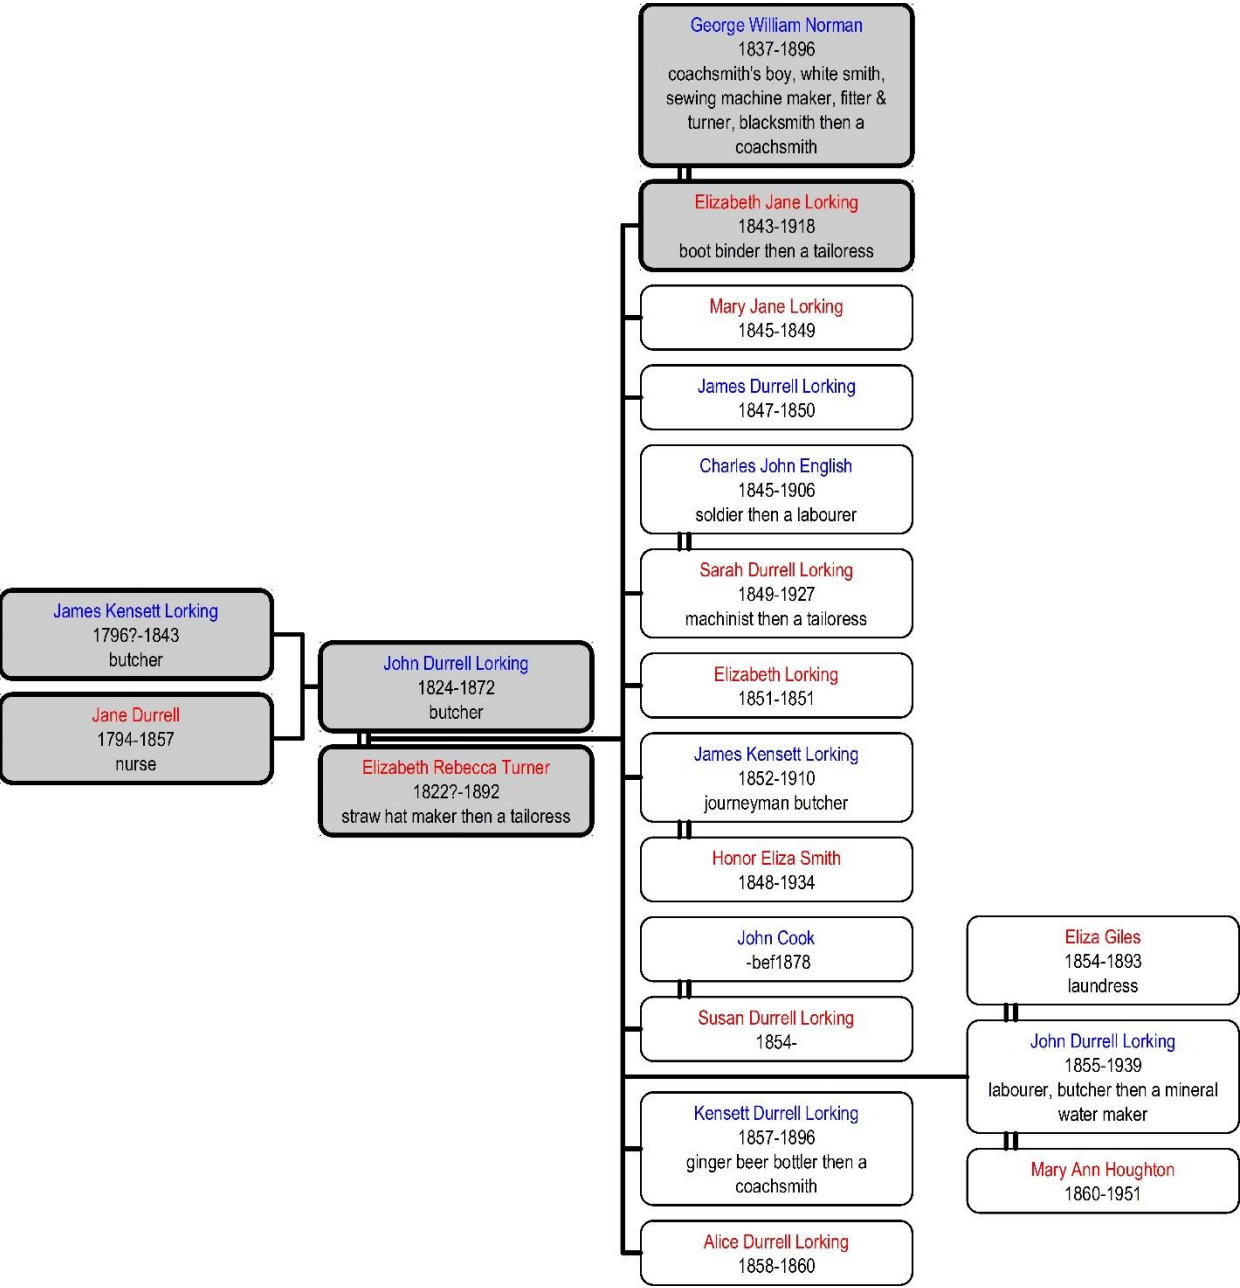 James Kensett Lorking
1796?-1843
butcher
Jane Durrell
1794-1857
nurse
John Durrell Lorking
1824-1872
butcher
Elizabeth Rebecca Turner
1822?-1892
straw hat maker then a tailoress
George William Norman
1837-1896
coachsmith's boy, white smith,
sewing machine maker, fitter &
turner, blacksmith then a
coachsmith
Elizabeth Jane Lorking
1843-1918
boot binder then a tailoress
Mary Jane Lorking
1845-1849
James Durrell Lorking
1847-1850
Charles John English
1845-1906
soldier then a labourer
Sarah Durrell Lorking
1849-1927
machinist then a tailoress
Elizabeth Lorking
1851-1851
James Kensett Lorking
1852-1910
journeyman butcher
Honor Eliza Smith
1848-1934
John Cook
-bef1878
Susan Durrell Lorking
1854-
Kensett Durrell Lorking
1857-1896
ginger beer bottler then a
coachsmith
Alice Durrell Lorking
1858-1860
Eliza Giles
1854-1893
laundress
John Durrell Lorking
1855-1939
labourer, butcher then a mineral
water maker
Mary Ann Houghton
1860-1951